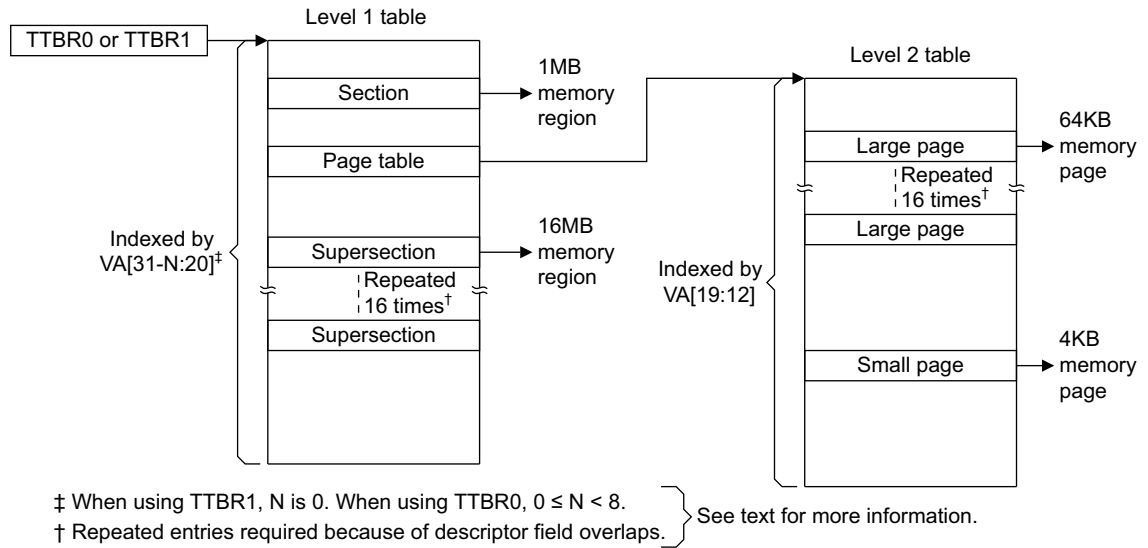 Level 1 table
TTBR0 or TTBR1
Section
1MB
memory
region
Page table
Indexed by
VA[31-N:20]‡
Supersection
16MB
memory
region
Repeated
16 times†
Supersection
Level 2 table
Large page
64KB
memory
page
Repeated
16 times†
Large page
Indexed by
VA[19:12]
Small page
4KB
memory
page
‡ When using TTBR1, N is 0. When using TTBR0, 0 ≤ N < 8.
† Repeated entries required because of descriptor field overlaps.
See text for more information.